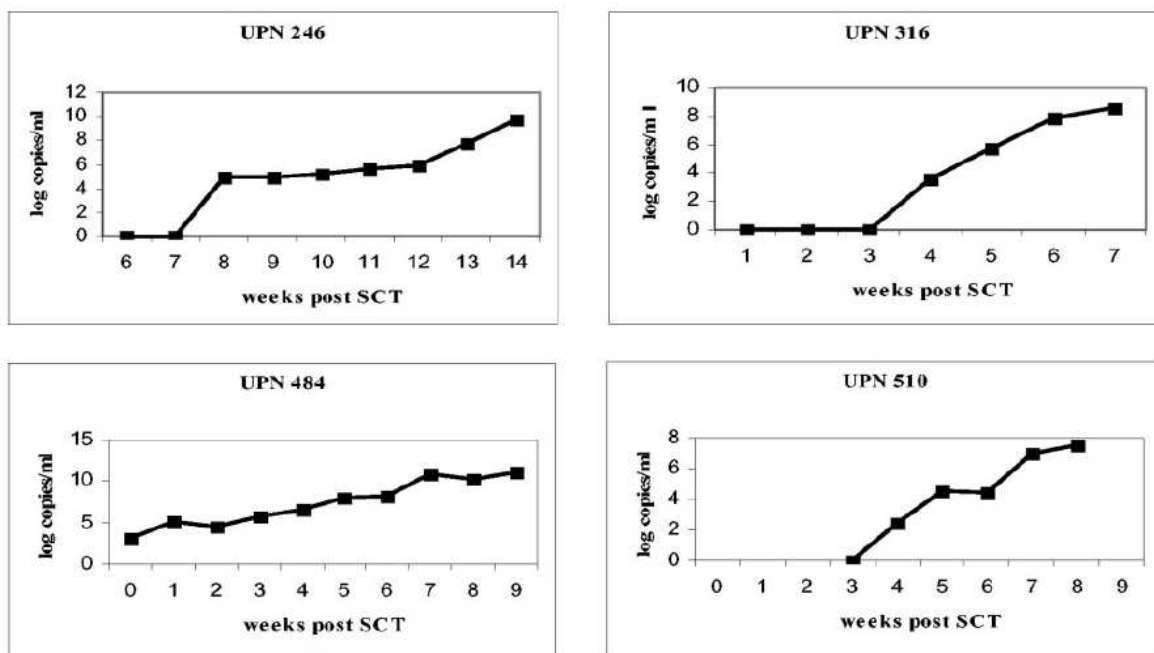 UPN 246
log copies/ml
12
10
8
6
4
2
0
6 7 8 9 10 11 12 13 14
weeks post SCT
UPN 316
log copies/m l
10
8
6
4
2
0
1 2 3 4 5 6 7
weeks post SCT
UPN 484
log copies/ml
15
10
5
0
0 1 2 3 4 5 6 7 8 9
weeks post SCT
UPN 510
log copies/ml
8
6
4
2
0
0 1 2 3 4 5 6 7 8 9
weeks post SCT